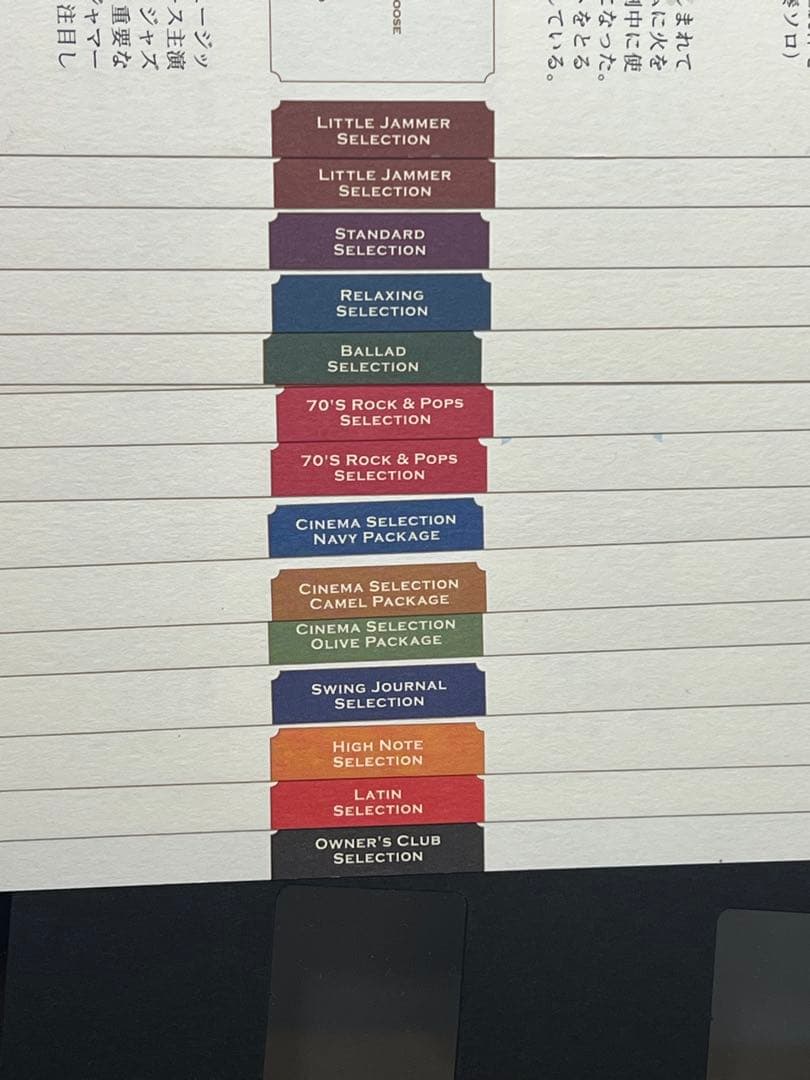 ソロ）
まれて
に火を
中に使
なった。
をとる
ている。
OOSE
ージッ
ス主演
ジャズ
重要な
ャマー
注目し
LITTLE JAMMER
SELECTION
LITTLE JAMMER
SELECTION
STANDARD
SELECTION
RELAXING
SELECTION
BALLAD
SELECTION
70'S ROCK & POPS
SELECTION
70'S ROCK & POPS
SELECTION
CINEMA SELECTION
NAVY PACKAGE
CINEMA SELECTION
CAMEL PACKAGE
CINEMA SELECTION
OLIVE PACKAGE
SWING JOURNAL
SELECTION
HIGH NOTE
SELECTION
LATIN
SELECTION
OWNER'S CLUB
SELECTION